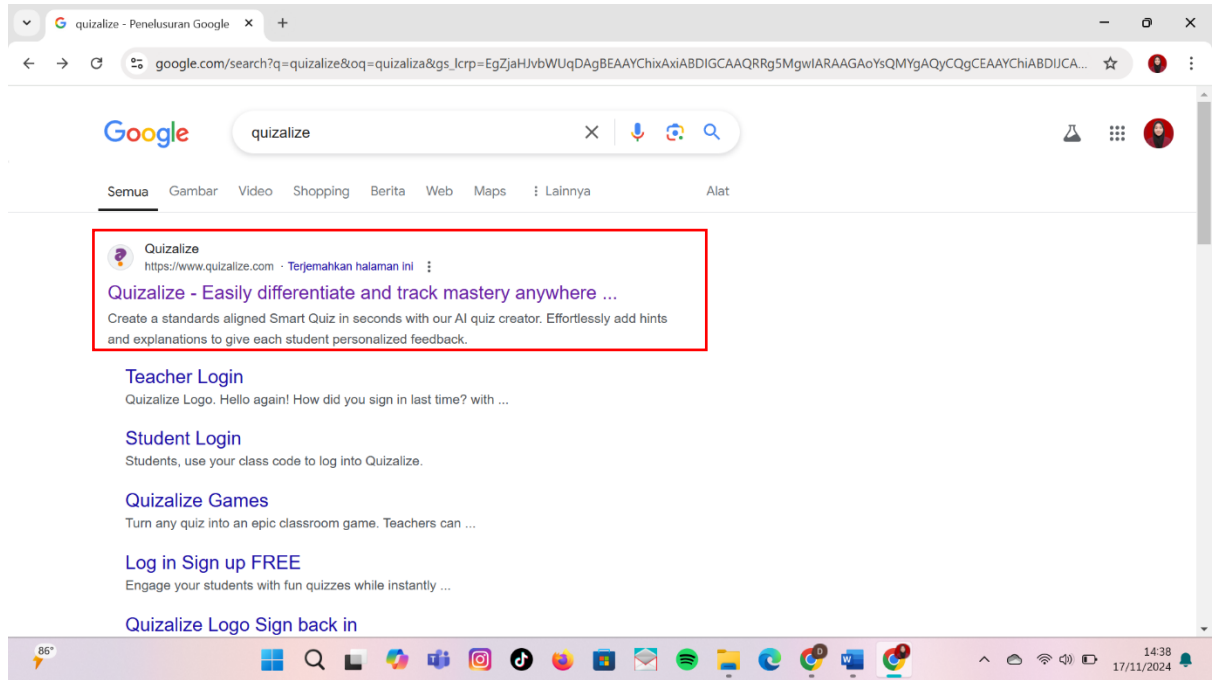 quizalize - Penelusuran Google
google.com/search?q=quizalize&oq=quizaliza&gs_lcrp=EgZjaHJvbWUqDAgBEAAYChixAxiABDIGCAAQRRg5MgwIARAAGAoYsQMYgAQyCQgCEAAYChiABDIJCA...
Google quizalize
Semua Gambar Video Shopping Berita Web Maps Lainnya Alat
Quizalize
https://www.quizalize.com · Terjemahkan halaman ini
Quizalize - Easily differentiate and track mastery anywhere ...
Create a standards aligned Smart Quiz in seconds with our AI quiz creator. Effortlessly add hints
and explanations to give each student personalized feedback.
Teacher Login
Quizalize Logo. Hello again! How did you sign in last time? with ...
Student Login
Students, use your class code to log into Quizalize.
Quizalize Games
Turn any quiz into an epic classroom game. Teachers can ...
Log in Sign up FREE
Engage your students with fun quizzes while instantly ...
Quizalize Logo Sign back in
86°
14:38
17/11/2024